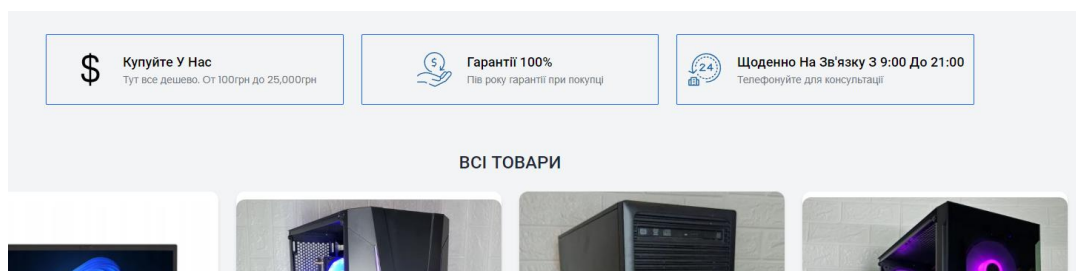 Купуйте У Нас
Тут все дешево. От 100грн до 25,000грн
Гарантії 100%
Пів року гарантії при покупці
24
Щоденно На Зв'язку З 9:00 До 21:00
Телефонуйте для консультації
ВСІ ТОВАРИ